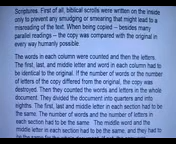 Scriptures. First of all, biblical scrolls were written on the inside
only to prevent any smudging or smearing that might lead to a
misreading of the text. When being copied – besides many
parallel readings – the copy was compared with the original in
every way humanly possible.
The words in each column were counted and then the letters.
The first, last, and middle letter and word in each column had to
be identical to the original. If the number of words or the number
of letters of the copy differed from the original, the copy was
destroyed. Then they counted the words and letters in the whole
document. They divided the document into quarters and into
eighths. The first, last and middle letter in each section had to be
the same. The number of words and the number of letters in
each section had to be the same. The middle word and the
middle letter in each section had to be the same; and they had to